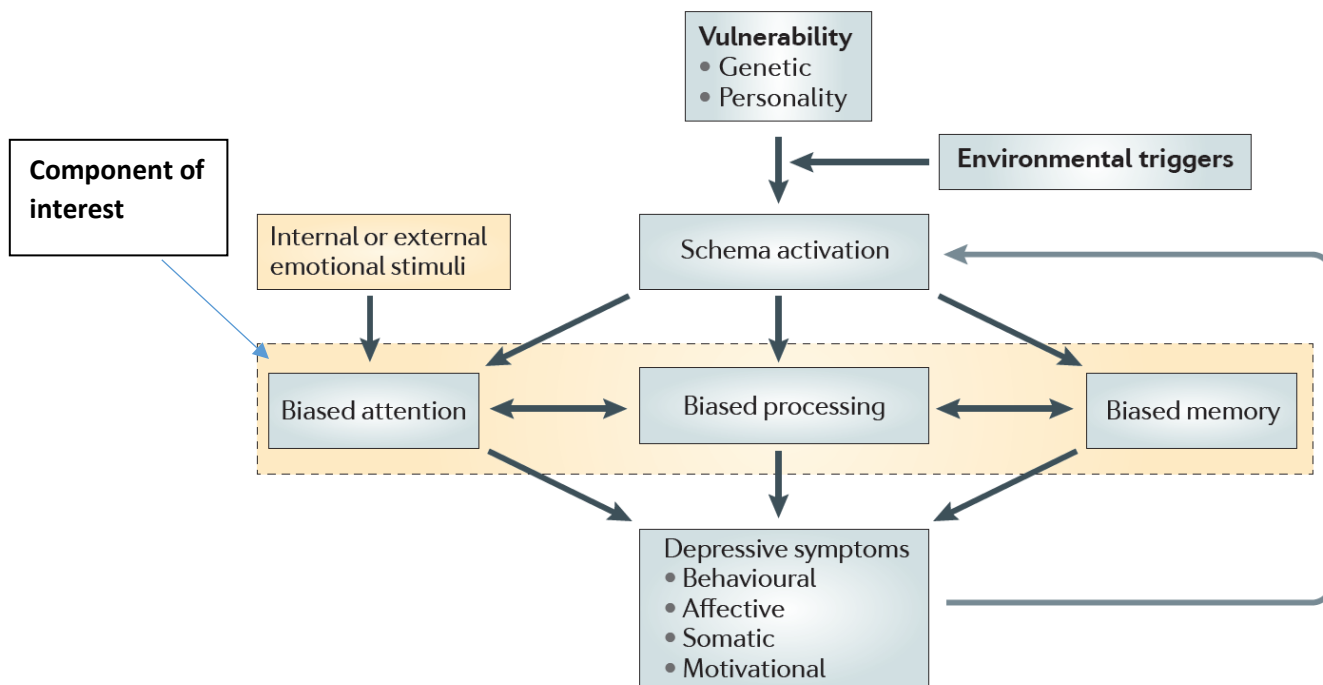 Vulnerability
• Genetic
• Personality
Environmental triggers
Component of
interest
Internal or external
emotional stimuli
Schema activation
Biased attention
Biased processing
Biased memory
Depressive symptoms
• Behavioural
• Affective
• Somatic
• Motivational